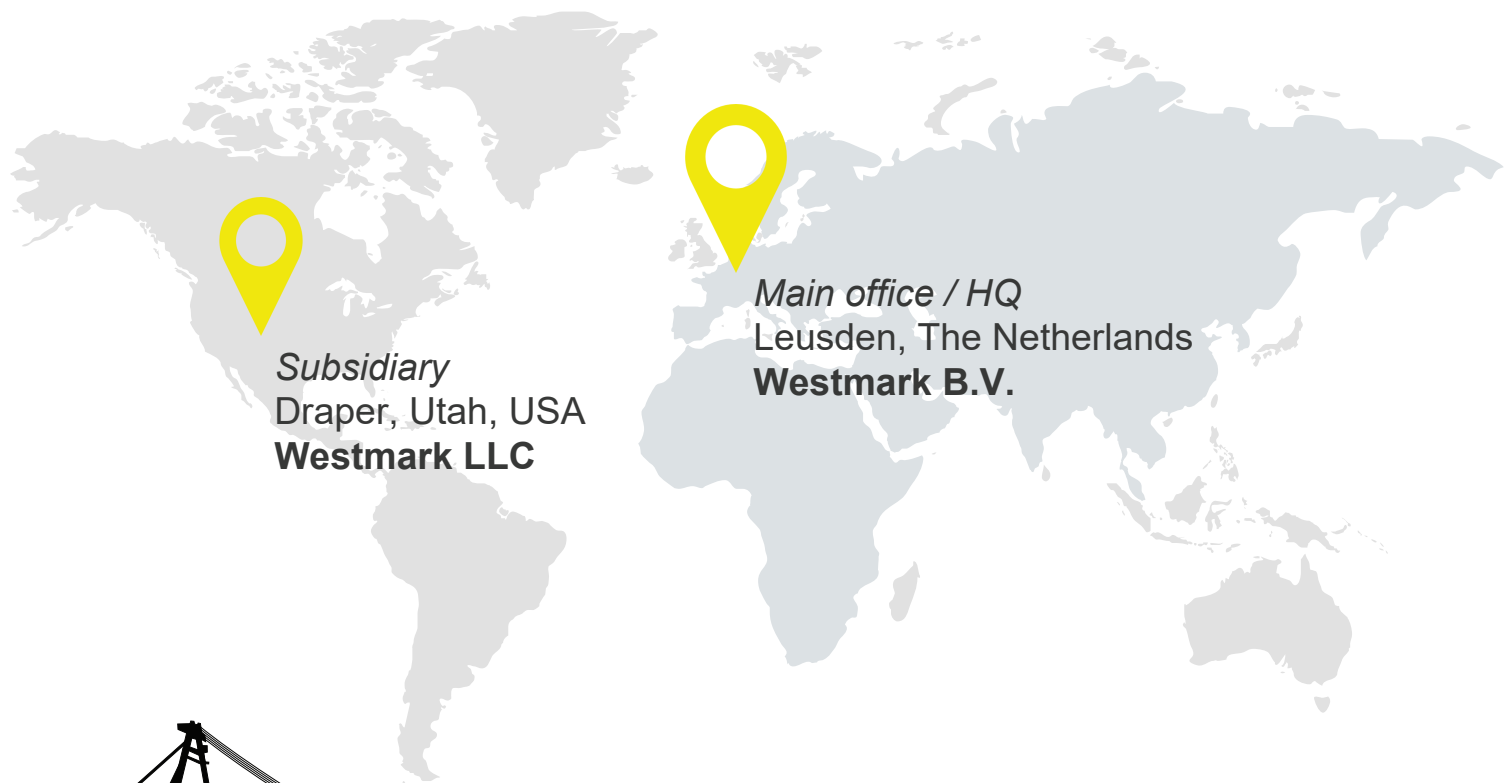 Main office / HQ
Leusden, The Netherlands
Westmark B.V.
Subsidiary
Draper, Utah, USA
Westmark LLC